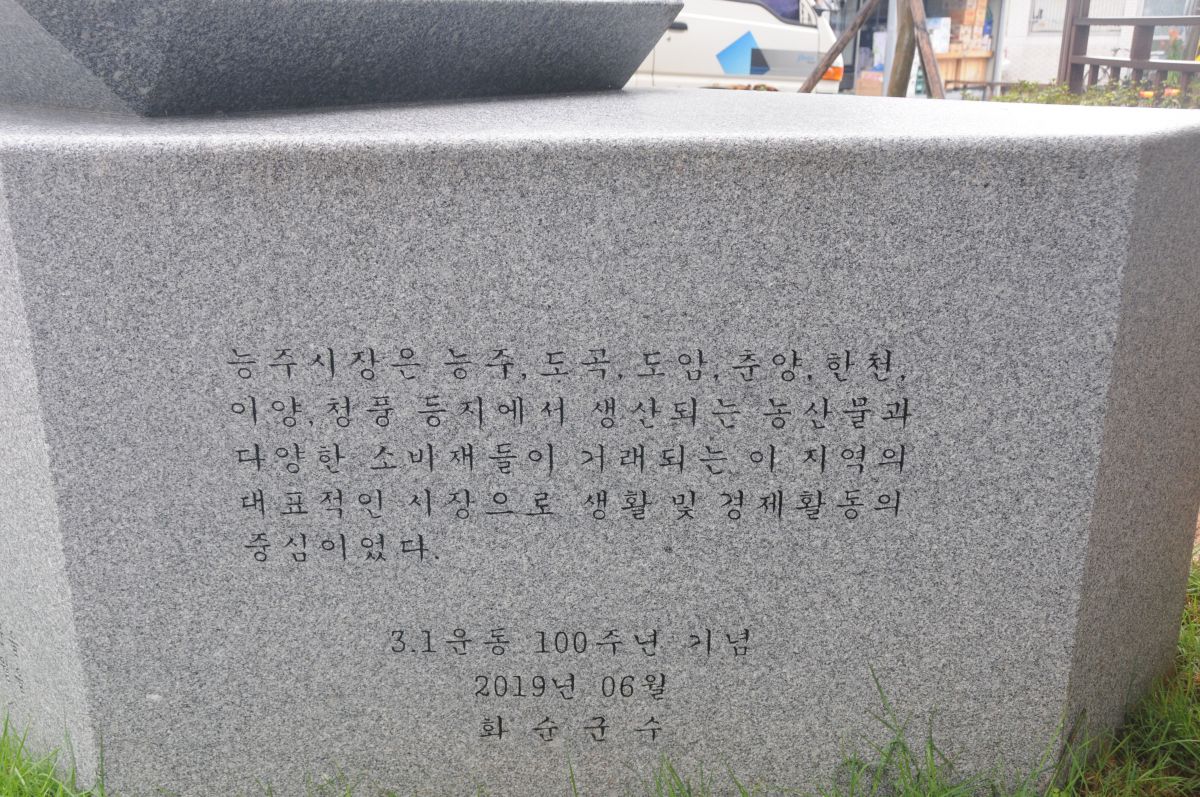 능주시장은 능주, 도곡, 도암, 춘양, 한천,
이양, 청풍 등지에서 생산되는 농산물과
다양한 소비재들이 거래되는 이 지역의
대표적인 시장으로 생활 및 경제활동의
중심이었다.
3.1운동 100주년 기념
2019년 06월
화 순 군 수